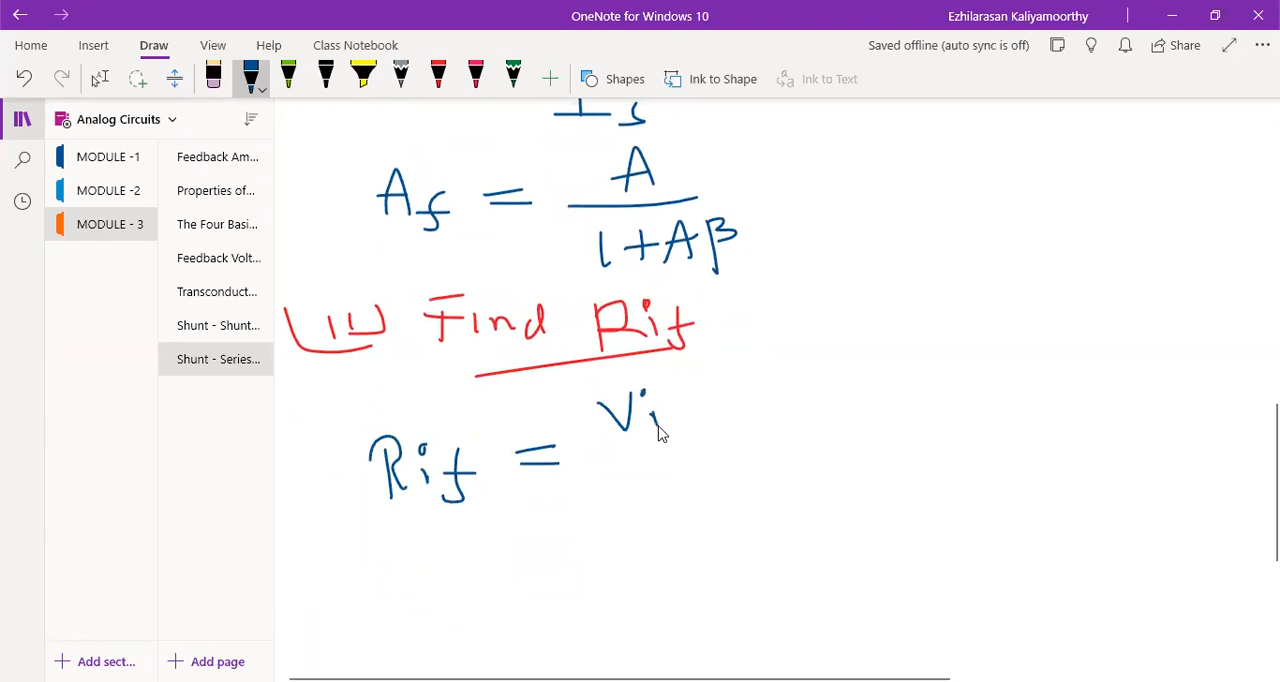 OneNote for Windows 10
Ezhilarasan Kaliyamoorthy
Home Insert Draw View Help Class Notebook
Saved offline (auto sync is off)
Share
Shapes
Ink to Shape
Ink to Text
Analog Circuits
MODULE -1
MODULE -2
MODULE - 3
Feedback Am...
Properties of...
The Four Basi...
Feedback Volt...
Transconduct...
Shunt - Shunt...
Shunt - Series...
Add sect...
Add page
Is
Af = A
1+Aβ
Find Rif
Rif = Vi